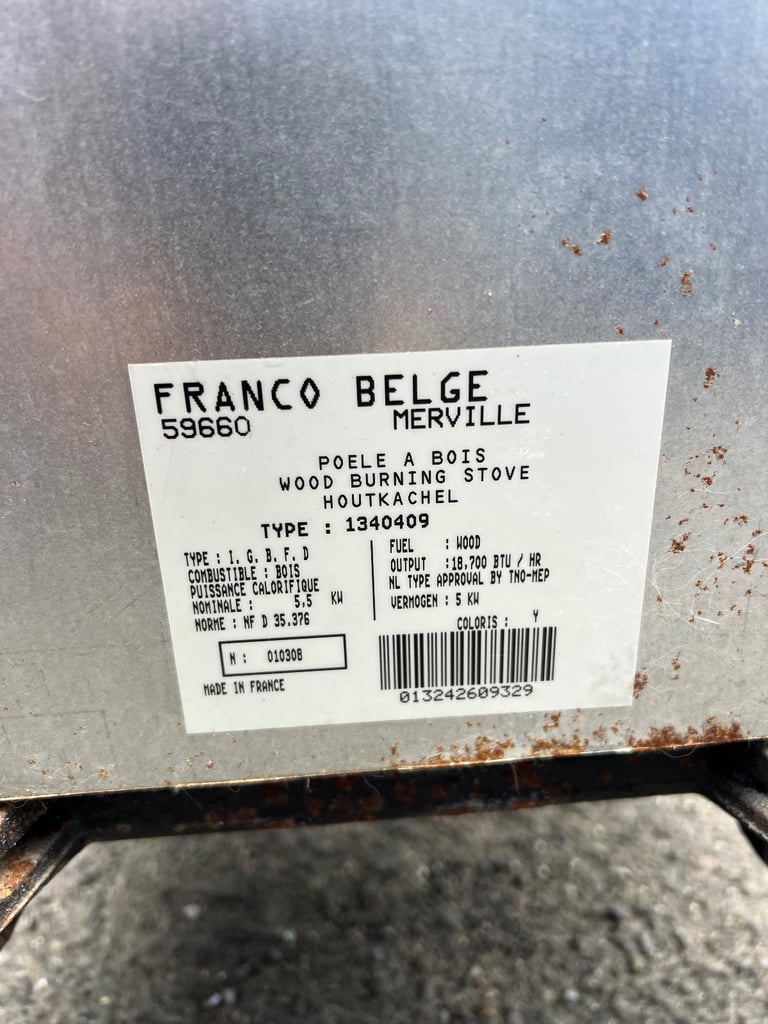 FRANCO BELGE
59660 MERVILLE
POELE A BOIS
WOOD BURNING STOVE
HOUTKACHEL
TYPE : 1340409
TYPE : I. G. B. F. D
COMBUSTIBLE : BOIS
PUISSANCE CALORIFIQUE
NOMINALE : 5,5 KW
NORME : NF D 35.376
FUEL : WOOD
OUTPUT :18,700 BTU / HR
NL TYPE APPROVAL BY TNO-MEP
VERMOGEN : 5 KW
COLORIS : Y
N : 010308
MADE IN FRANCE
013242609329